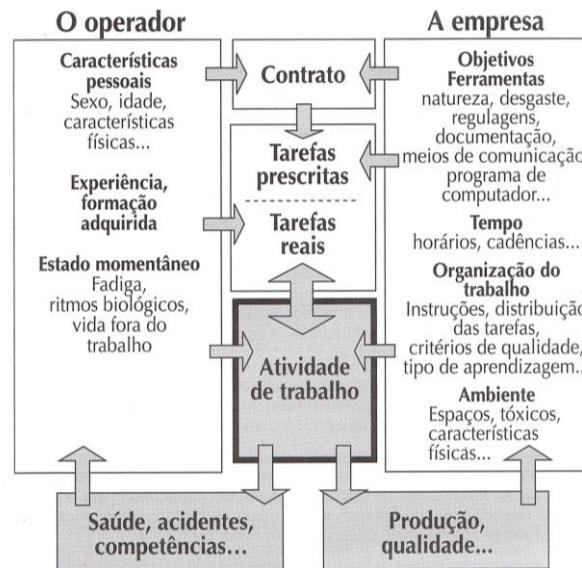 O operador
Características
pessoais
Sexo, idade,
características
físicas...
Experiência,
formação
adquirida
Estado momentâneo
Fadiga,
ritmos biológicos,
vida fora do
trabalho
Contrato
Tarefas
prescritas
Tarefas
reais
Atividade
de trabalho
A empresa
Objetivos
Ferramentas
natureza, desgaste,
regulagens,
documentação,
meios de comunicação,
programa de
computador...
Tempo
horários, cadências...
Organização do
trabalho
Instruções, distribuição
das tarefas,
critérios de qualidade,
tipo de aprendizagem...
Ambiente
Espaços, tóxicos,
características
físicas...
Saúde, acidentes,
competências...
Produção,
qualidade...